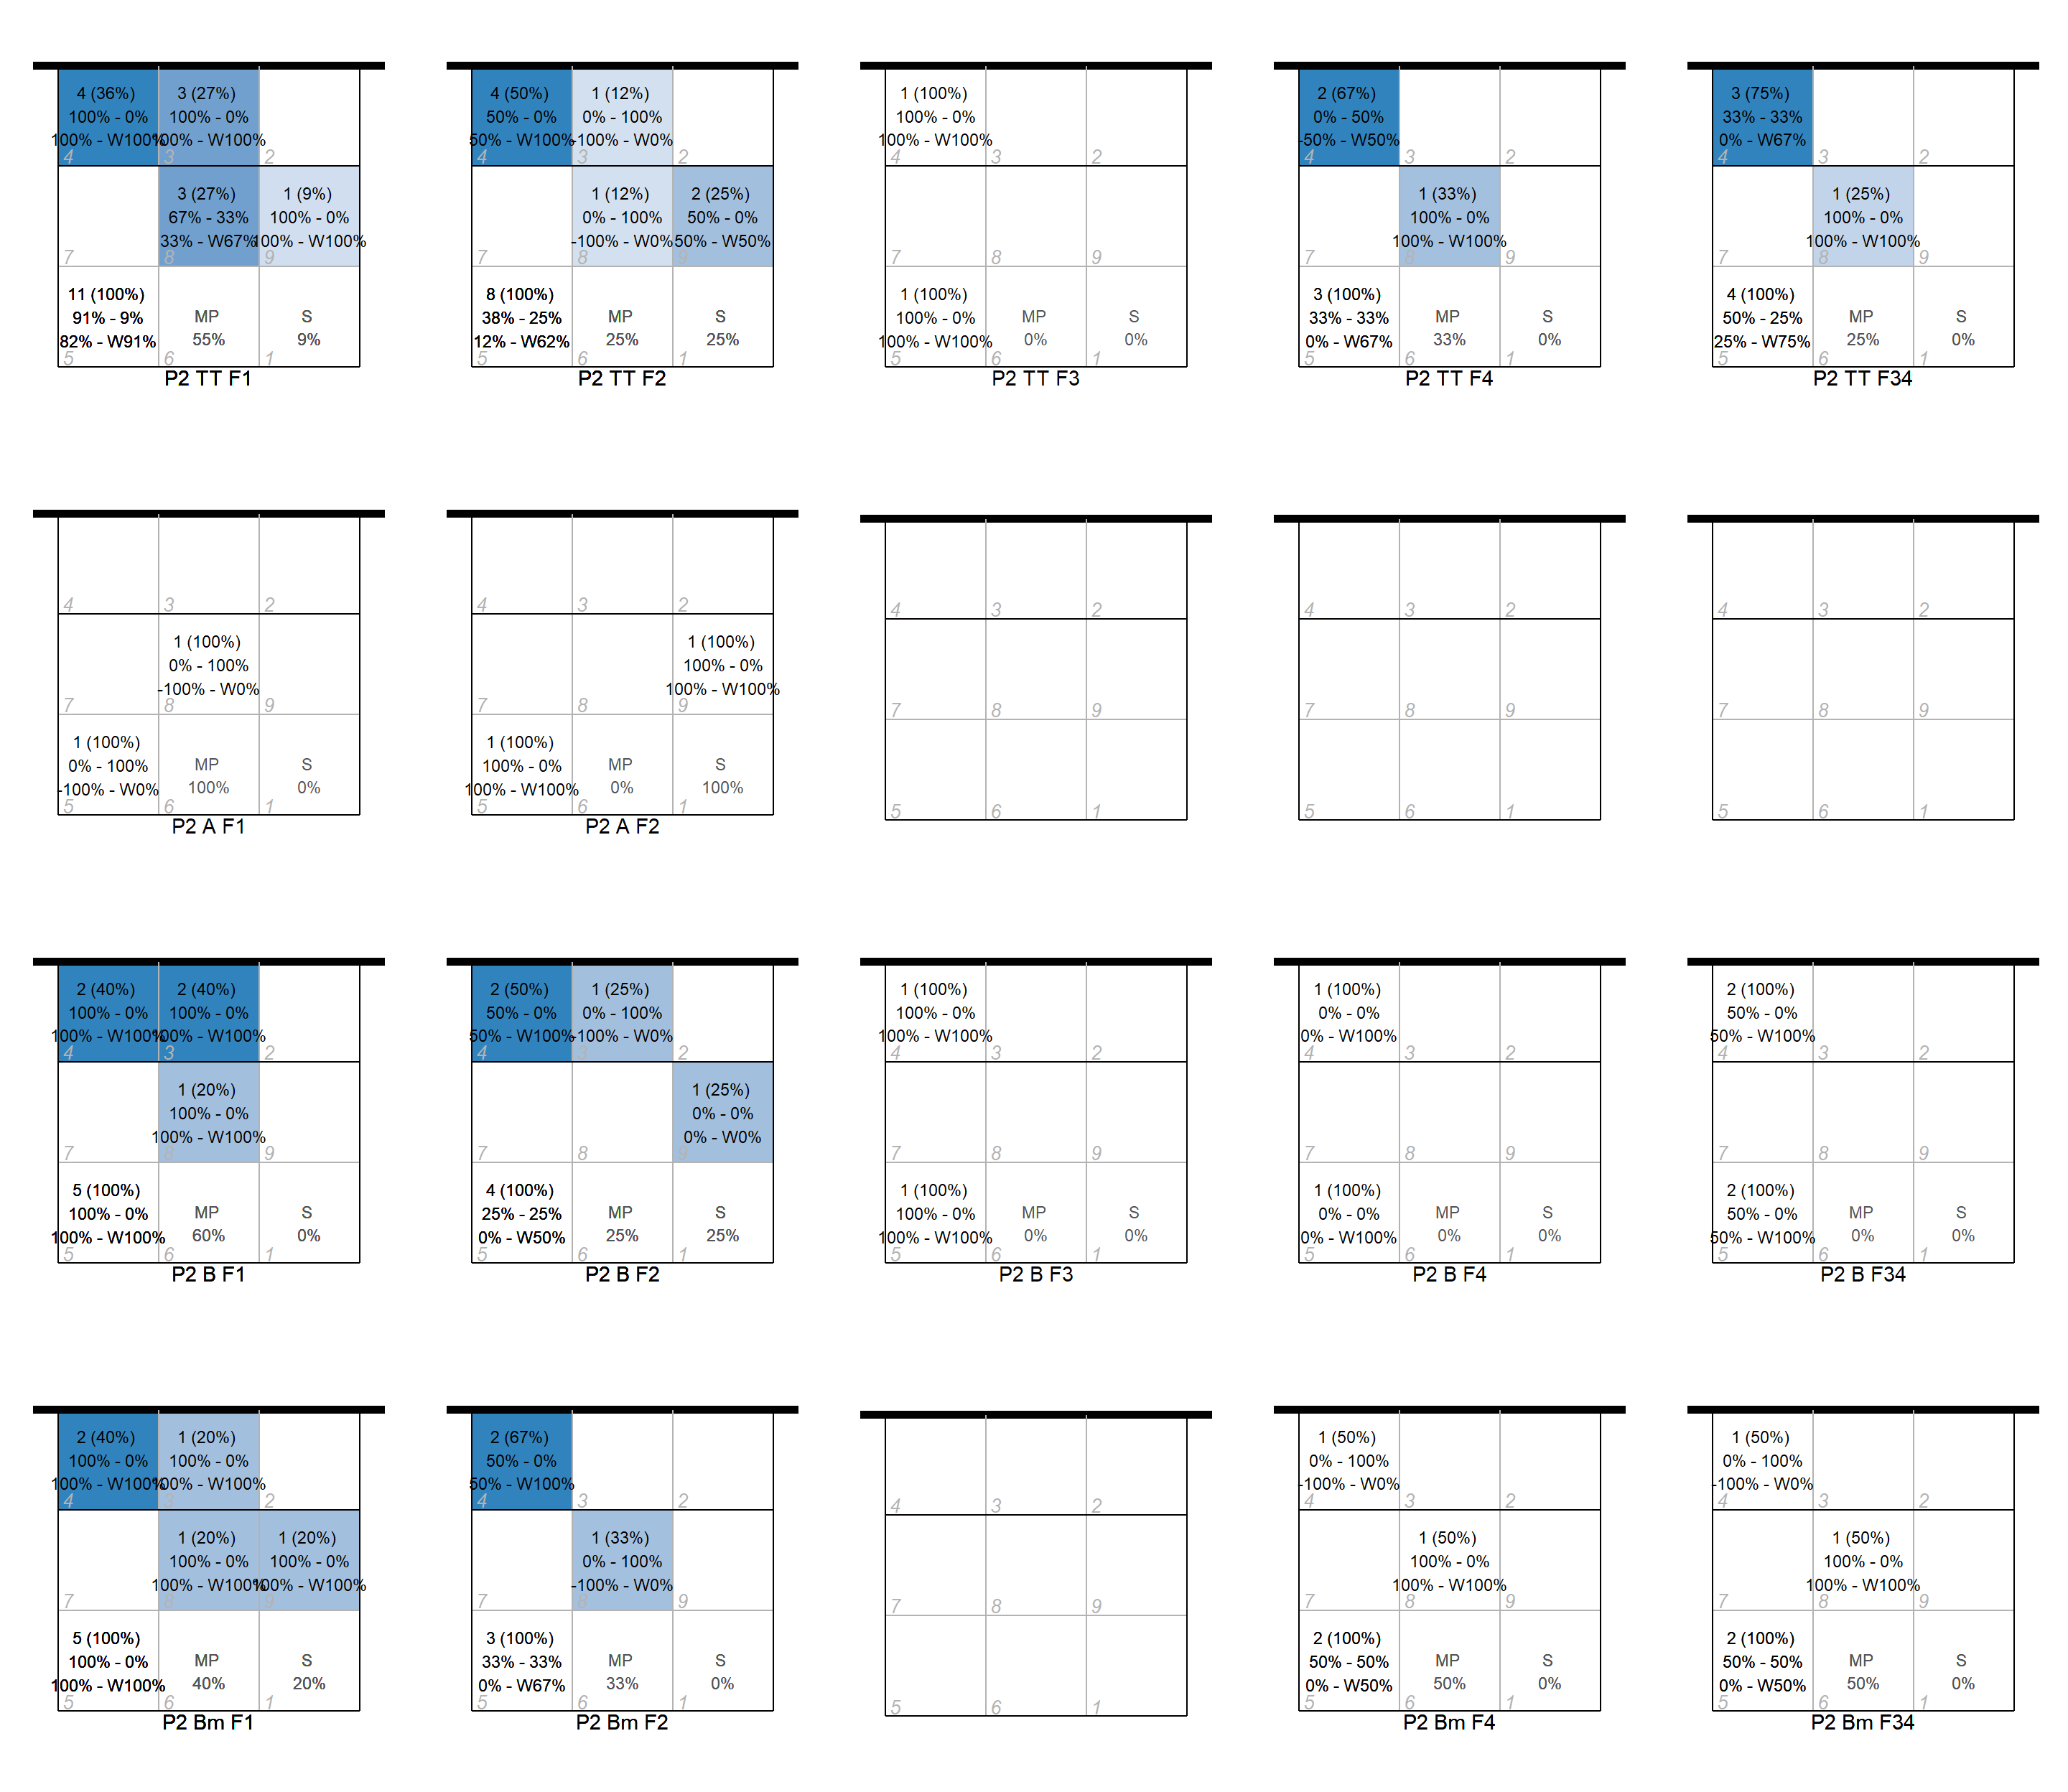 4 (36%) 3 (27%)
100% - 0% 100% - 0%
100% - W100% 100% - W100%
4 3 2
3 (27%) 1 (9%)
67% - 33% 100% - 0%
33% - W67% 100% - W100%
7 8 9
11 (100%)
91% - 9% MP S
82% - W91% 55% 9%
5 6 1
P2 TT F1
4 (50%) 1 (12%)
50% - 0% 0% - 100%
50% - W100% -100% - W0%
4 3 2
1 (12%) 2 (25%)
0% - 100% 50% - 0%
-100% - W0% 50% - W50%
7 8 9
8 (100%)
38% - 25% MP S
12% - W62% 25% 25%
5 6 1
P2 TT F2
1 (100%)
100% - 0%
100% - W100%
4 3 2
7 8 9
1 (100%)
100% - 0% MP S
100% - W100% 0% 0%
5 6 1
P2 TT F3
2 (67%)
0% - 50%
-50% - W50%
4 3 2
1 (33%)
100% - 0%
100% - W100%
7 8 9
3 (100%)
33% - 33% MP S
0% - W67% 33% 0%
5 6 1
P2 TT F4
3 (75%)
33% - 33%
0% - W67%
4 3 2
1 (25%)
100% - 0%
100% - W100%
7 8 9
4 (100%)
50% - 25% MP S
25% - W75% 25% 0%
5 6 1
P2 TT F34
4 3 2
1 (100%)
0% - 100%
-100% - W0%
7 8 9
1 (100%)
0% - 100% MP S
-100% - W0% 100% 0%
5 6 1
P2 A F1
4 3 2
1 (100%)
100% - 0%
100% - W100%
7 8 9
1 (100%)
100% - 0% MP S
100% - W100% 0% 100%
5 6 1
P2 A F2
4 3 2
7 8 9
5 6 1
4 3 2
7 8 9
5 6 1
4 3 2
7 8 9
5 6 1
2 (40%) 2 (40%)
100% - 0% 100% - 0%
100% - W100% 100% - W100%
4 3 2
1 (20%)
100% - 0%
100% - W100%
7 8 9
5 (100%)
100% - 0% MP S
100% - W100% 60% 0%
5 6 1
P2 B F1
2 (50%) 1 (25%)
50% - 0% 0% - 100%
50% - W100% -100% - W0%
4 3 2
1 (25%)
0% - 0%
0% - W0%
7 8 9
4 (100%)
25% - 25% MP S
0% - W50% 25% 25%
5 6 1
P2 B F2
1 (100%)
100% - 0%
100% - W100%
4 3 2
7 8 9
1 (100%)
100% - 0% MP S
100% - W100% 0% 0%
5 6 1
P2 B F3
1 (100%)
0% - 0%
0% - W100%
4 3 2
7 8 9
1 (100%)
0% - 0% MP S
0% - W100% 0% 0%
5 6 1
P2 B F4
2 (100%)
50% - 0%
50% - W100%
4 3 2
7 8 9
2 (100%)
50% - 0% MP S
50% - W100% 0% 0%
5 6 1
P2 B F34
2 (40%) 1 (20%)
100% - 0% 100% - 0%
100% - W100% 100% - W100%
4 3 2
1 (20%) 1 (20%)
100% - 0% 100% - 0%
100% - W100% 100% - W100%
7 8 9
5 (100%)
100% - 0% MP S
100% - W100% 40% 20%
5 6 1
P2 Bm F1
2 (67%)
50% - 0%
50% - W100%
4 3 2
1 (33%)
0% - 100%
-100% - W0%
7 8 9
3 (100%)
33% - 33% MP S
0% - W67% 33% 0%
5 6 1
P2 Bm F2
4 3 2
7 8 9
5 6 1
1 (50%)
0% - 100%
-100% - W0%
4 3 2
1 (50%)
100% - 0%
100% - W100%
7 8 9
2 (100%)
50% - 50% MP S
0% - W50% 50% 0%
5 6 1
P2 Bm F4
1 (50%)
0% - 100%
-100% - W0%
4 3 2
1 (50%)
100% - 0%
100% - W100%
7 8 9
2 (100%)
50% - 50% MP S
0% - W50% 50% 0%
5 6 1
P2 Bm F34